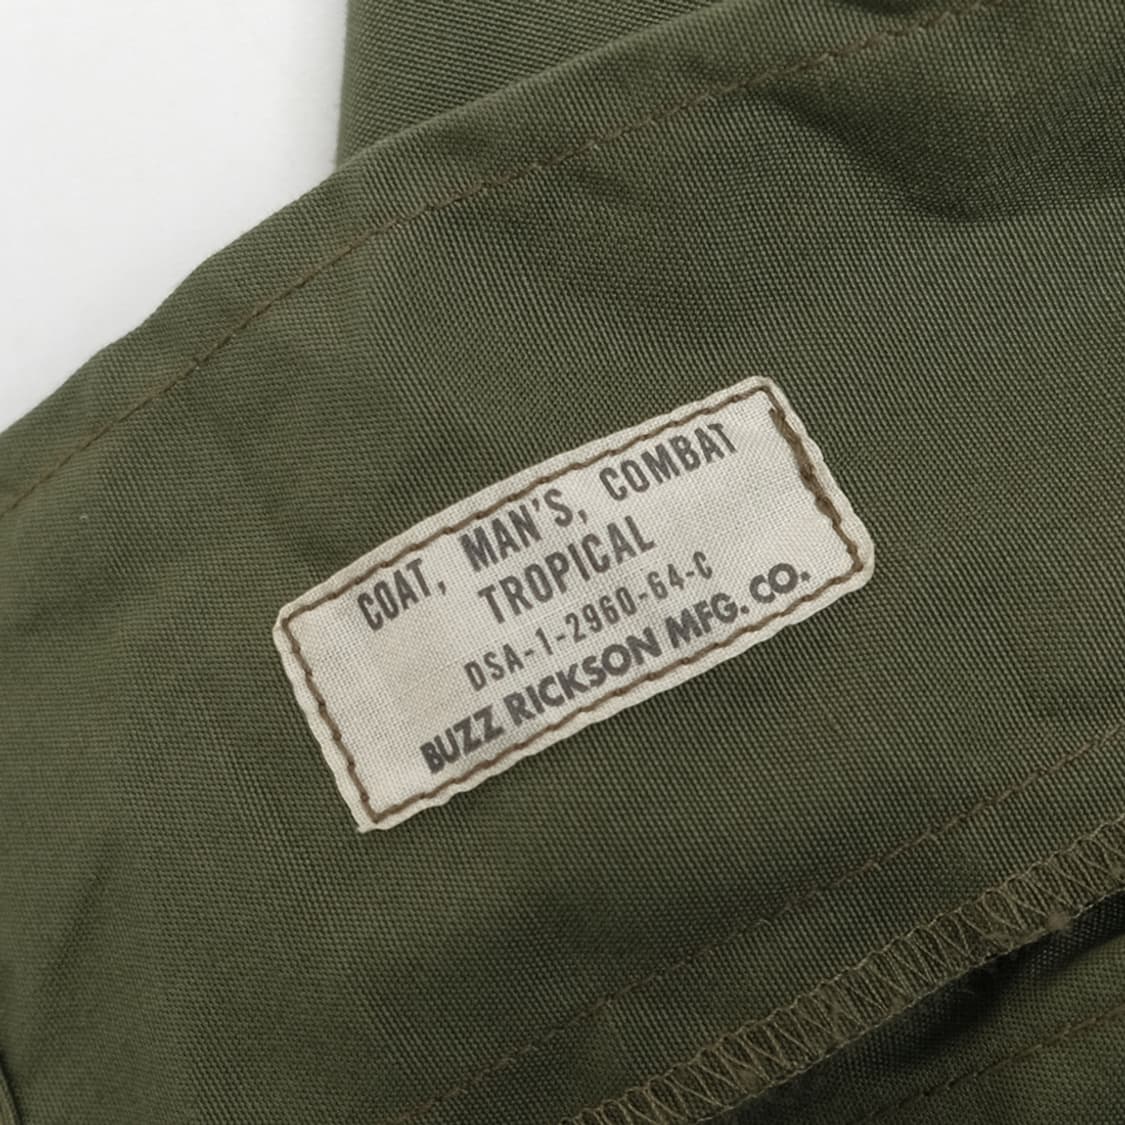 COAT, MAN'S, COMBAT
TROPICAL
DSA-1-2960-64-C
BUZZ RICKSON MFG. CO.